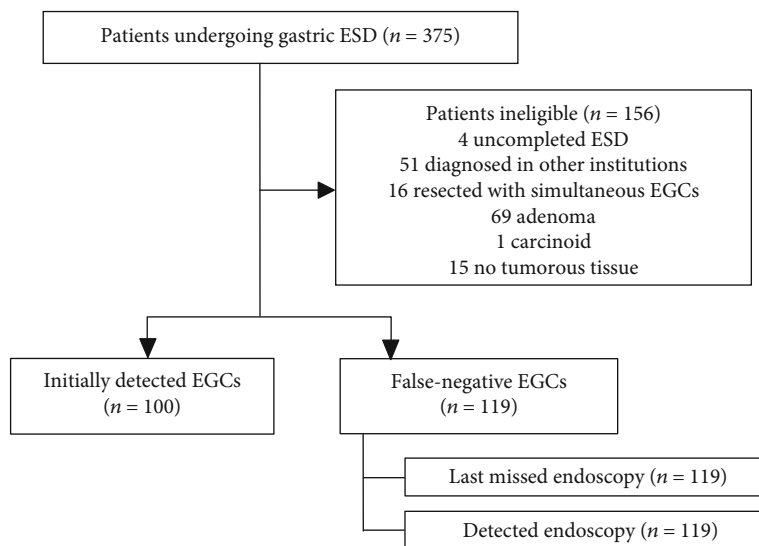 Patients undergoing gastric ESD (n = 375)
Patients ineligible (n = 156)
4 uncompleted ESD
51 diagnosed in other institutions
16 resected with simultaneous EGCs
69 adenoma
1 carcinoid
15 no tumorous tissue
Initially detected EGCs
(n = 100)
False-negative EGCs
(n = 119)
Last missed endoscopy (n = 119)
Detected endoscopy (n = 119)